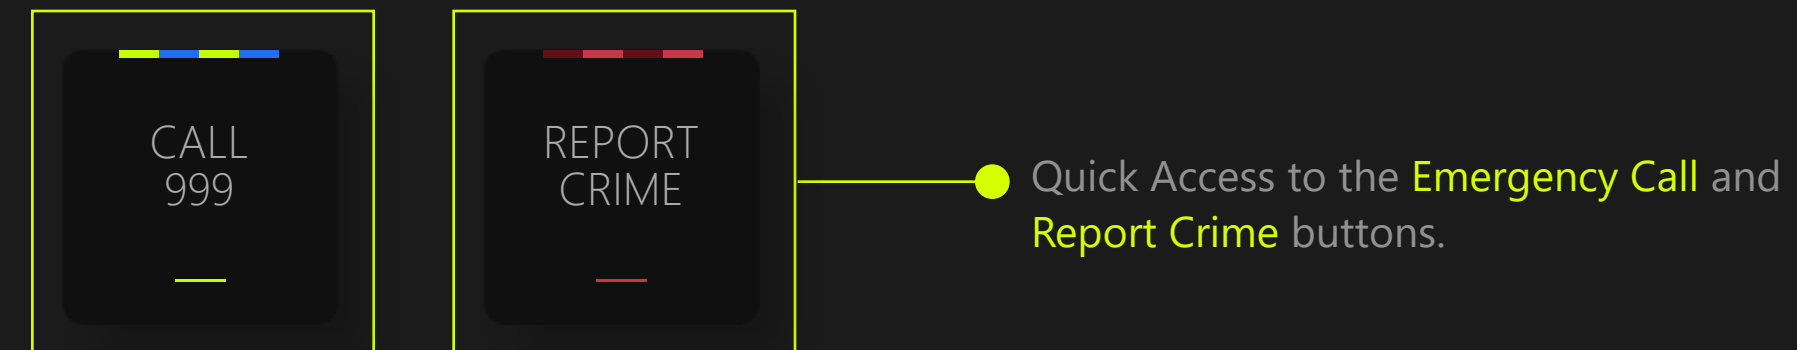 CALL
999
REPORT
CRIME
Quick Access to the Emergency Call and
Report Crime buttons.